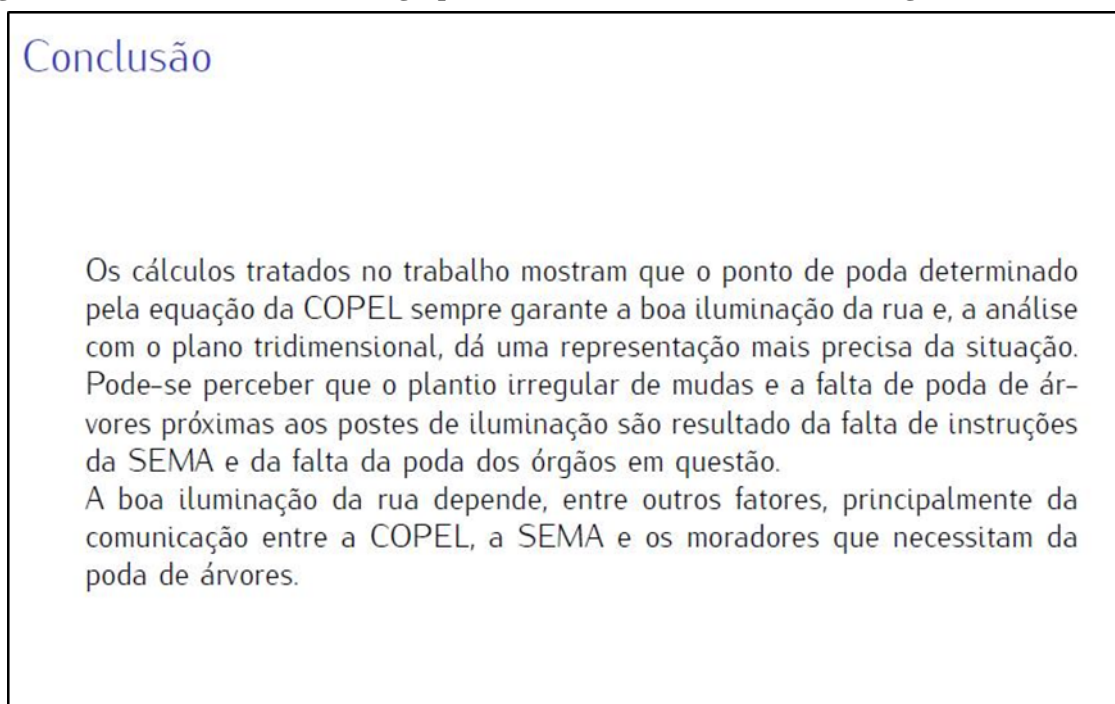 Conclusão
Os cálculos tratados no trabalho mostram que o ponto de poda determinado
pela equação da COPEL sempre garante a boa iluminação da rua e, a análise
com o plano tridimensional, dá uma representação mais precisa da situação.
Pode-se perceber que o plantio irregular de mudas e a falta de poda de ár-
vores próximas aos postes de iluminação são resultado da falta de instruções
da SEMA e da falta da poda dos órgãos em questão.
A boa iluminação da rua depende, entre outros fatores, principalmente da
comunicação entre a COPEL, a SEMA e os moradores que necessitam da
poda de árvores.